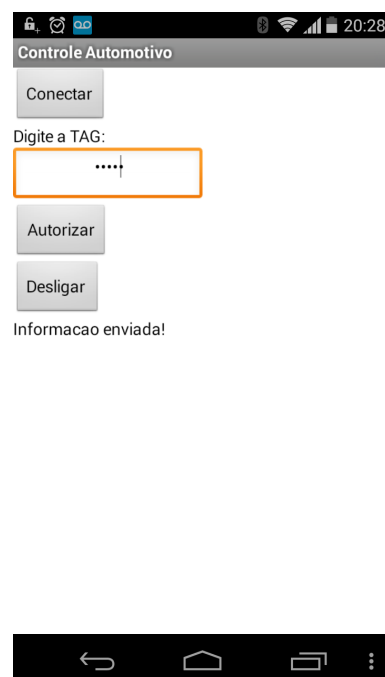 20:28
Controle Automotivo
Conectar
Digite a TAG:
•••••
Autorizar
Desligar
Informacao enviada!